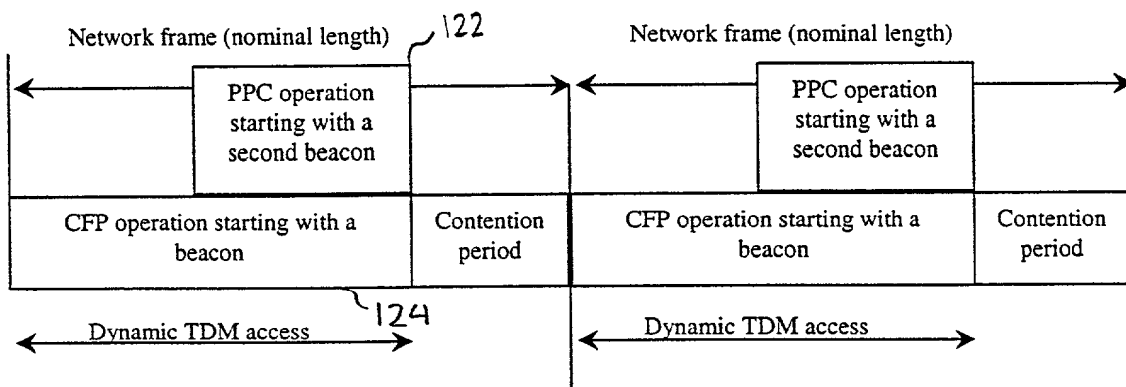 Network frame (nominal length)
122
Network frame (nominal length)
PPC operation
starting with a
second beacon
PPC operation
starting with a
second beacon
CFP operation starting with a
beacon
Contention
period
CFP operation starting with a
beacon
Contention
period
124
Dynamic TDM access
Dynamic TDM access